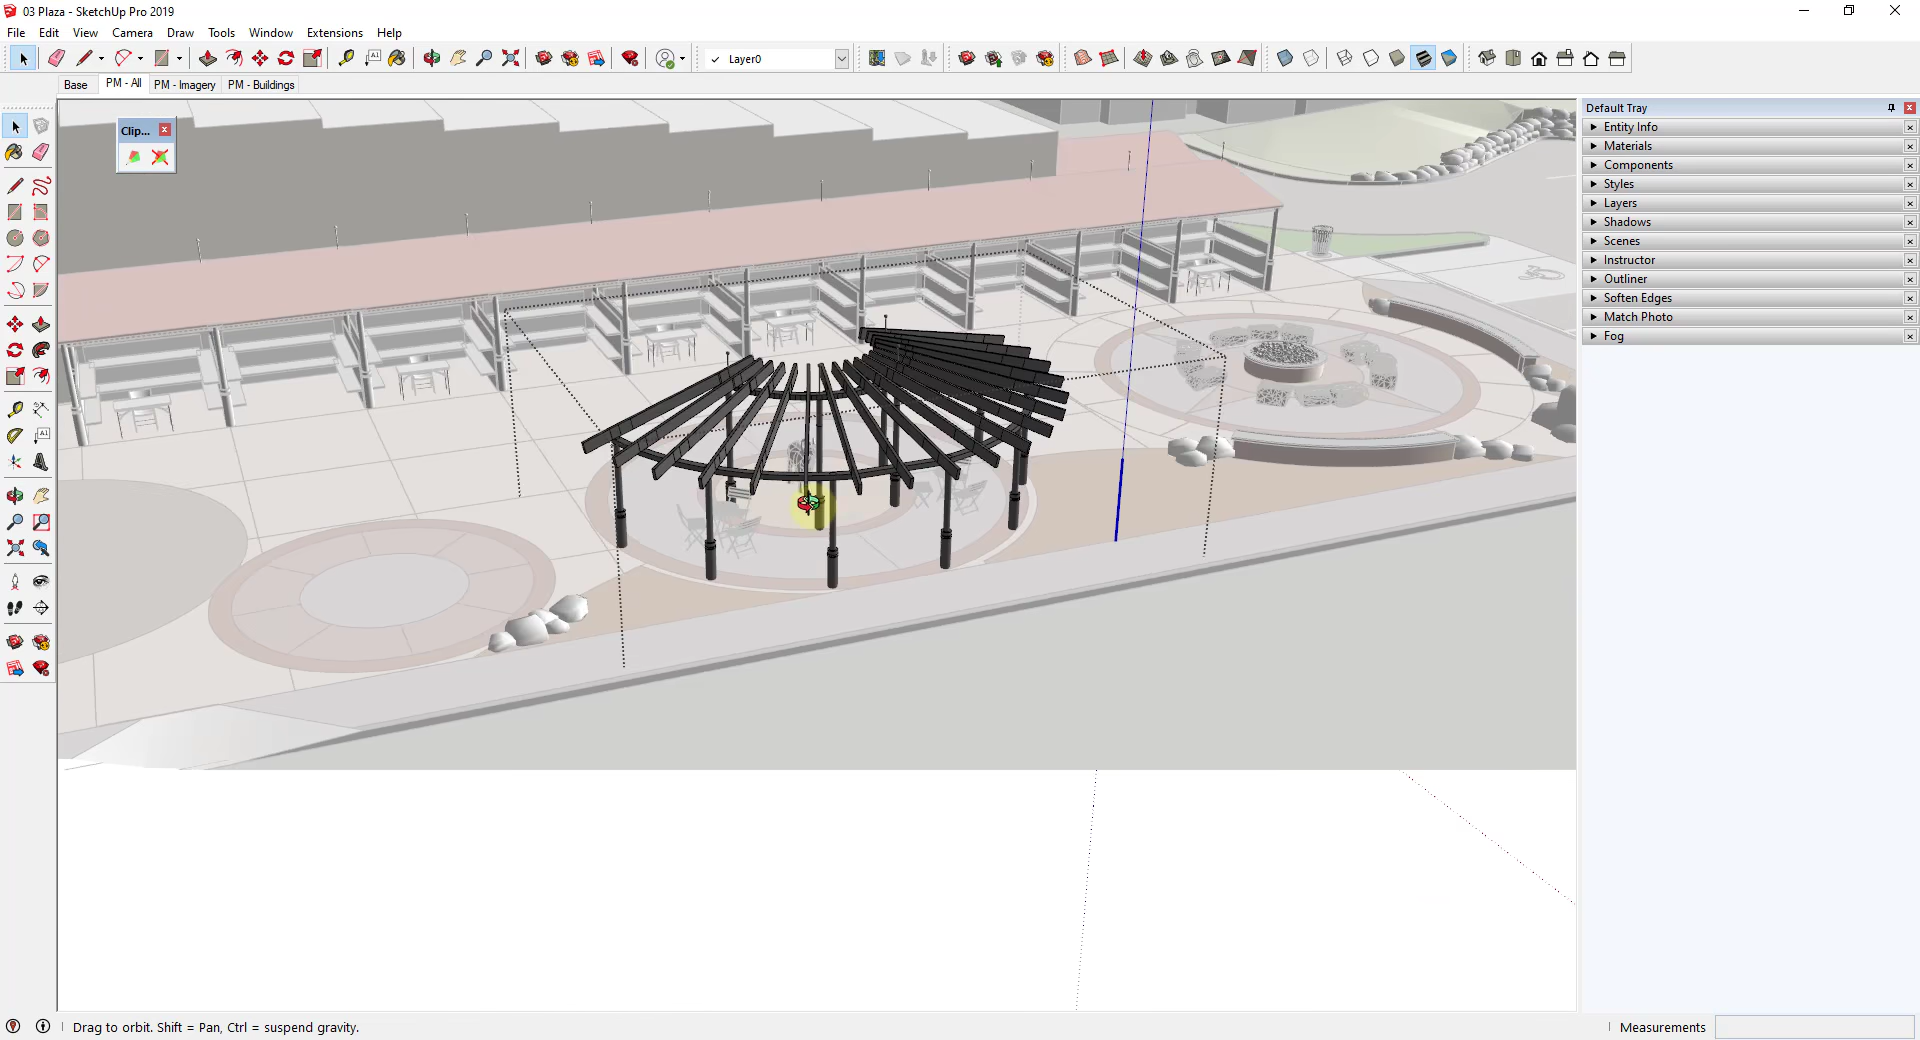 03 Plaza - SketchUp Pro 2019
File Edit View Camera Draw Tools Window Extensions Help
A1
✓ Layer0
Base PM - All PM - Imagery PM - Buildings
Clip...
A1
Default Tray
Entity Info
Materials
Components
Styles
Layers
Shadows
Scenes
Instructor
Outliner
Soften Edges
Match Photo
Fog
Drag to orbit. Shift = Pan, Ctrl = suspend gravity.
Measurements